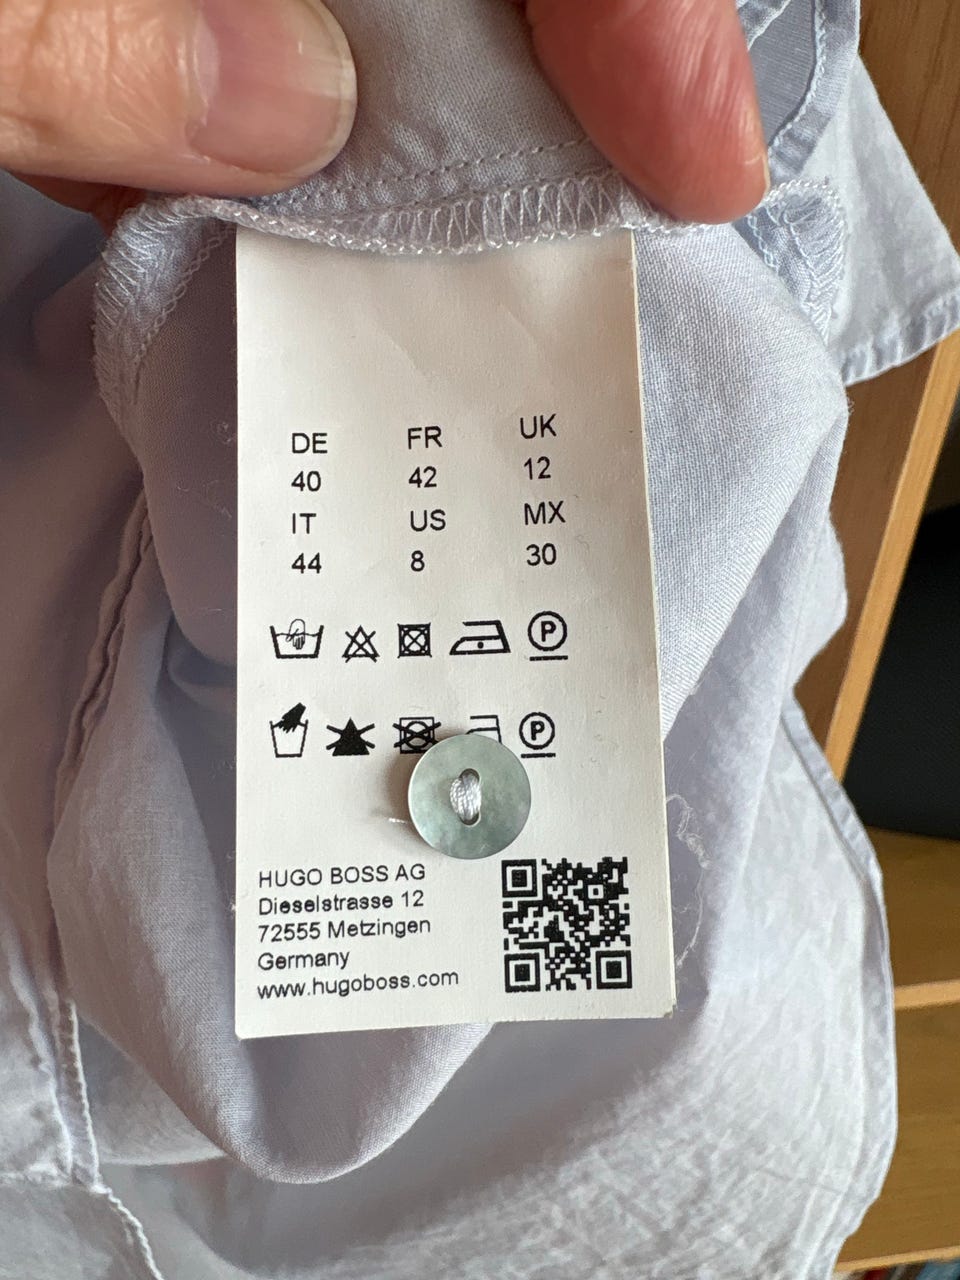 DE FR UK
40 42 12
IT US MX
44 8 30
P
P
HUGO BOSS AG
Dieselstrasse 12
72555 Metzingen
Germany
www.hugoboss.com